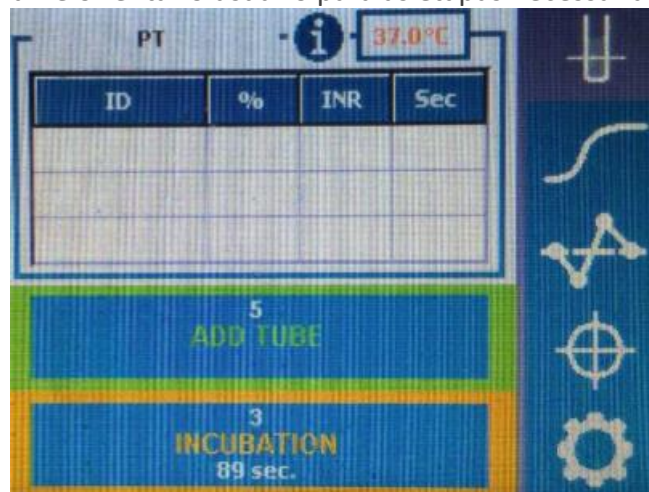 PT
i
37.0°C
ID % INR Sec
5
ADD TUBE
3
INCUBATION
89 sec.